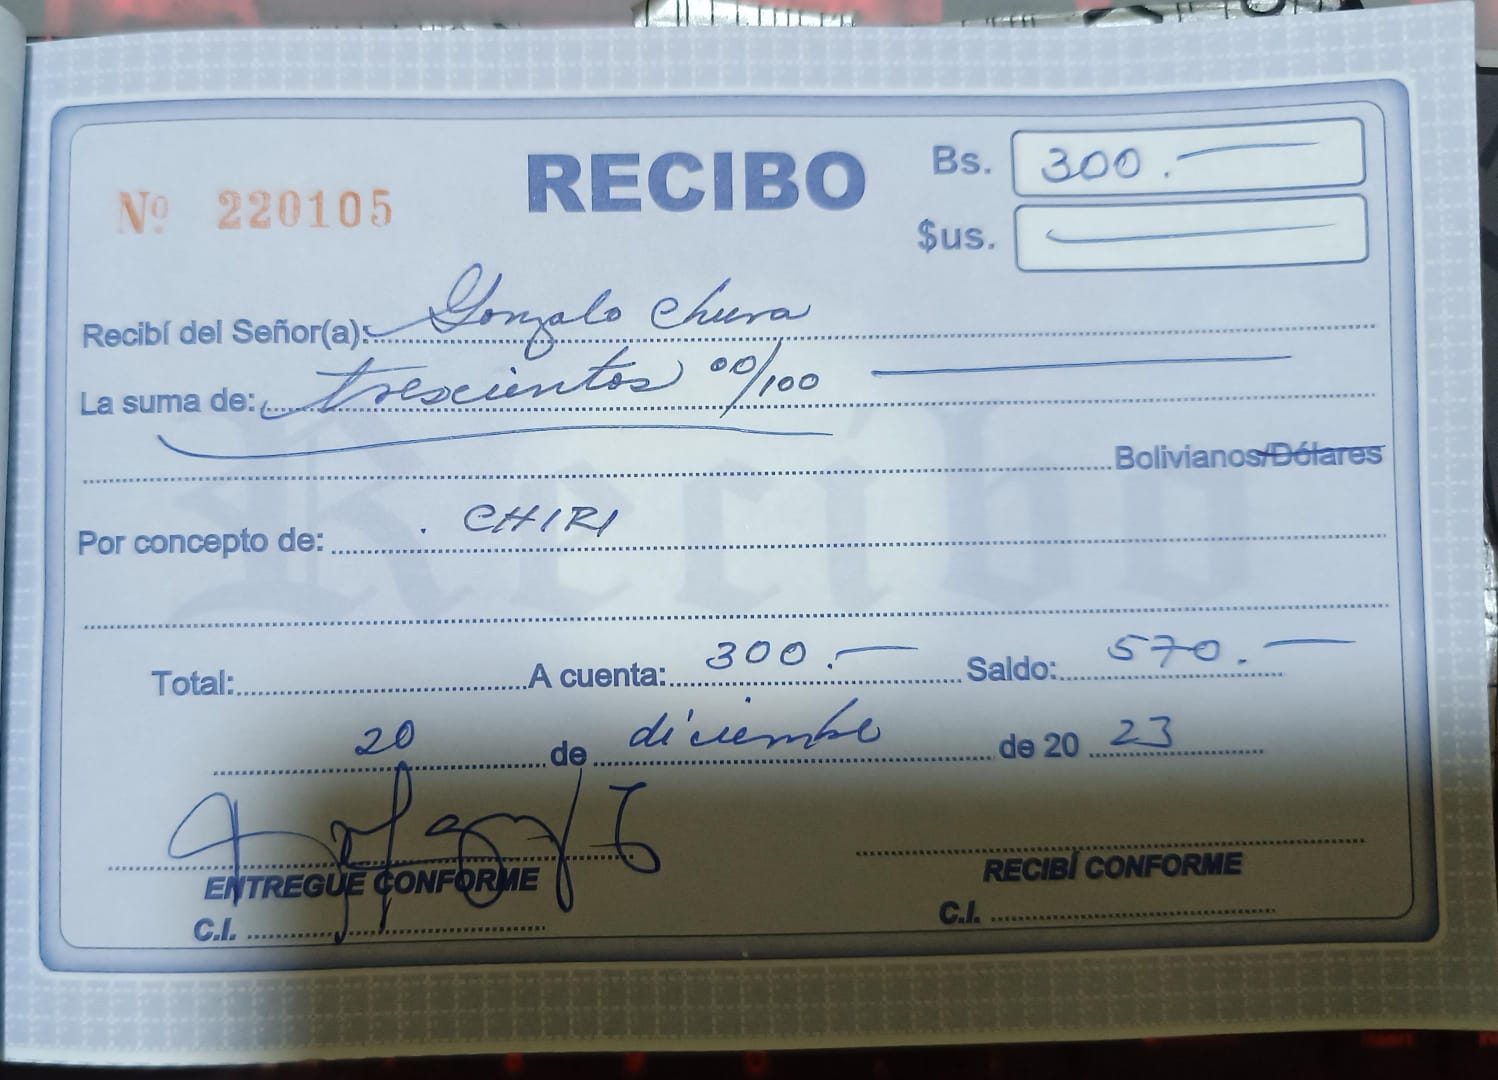 Nº 220105
RECIBO
Bs. 300.
$us.
Recibí del Señor(a): Gonzalo Chura
La suma de: trescientos 00/100
Bolivianos/Dólares
Por concepto de: CHIRI
Total: A cuenta: 300. Saldo: 570.
20 de diciembre de 20 23
ENTREGUE CONFORME
RECIBÍ CONFORME
C.I.
C.I.
Recibo